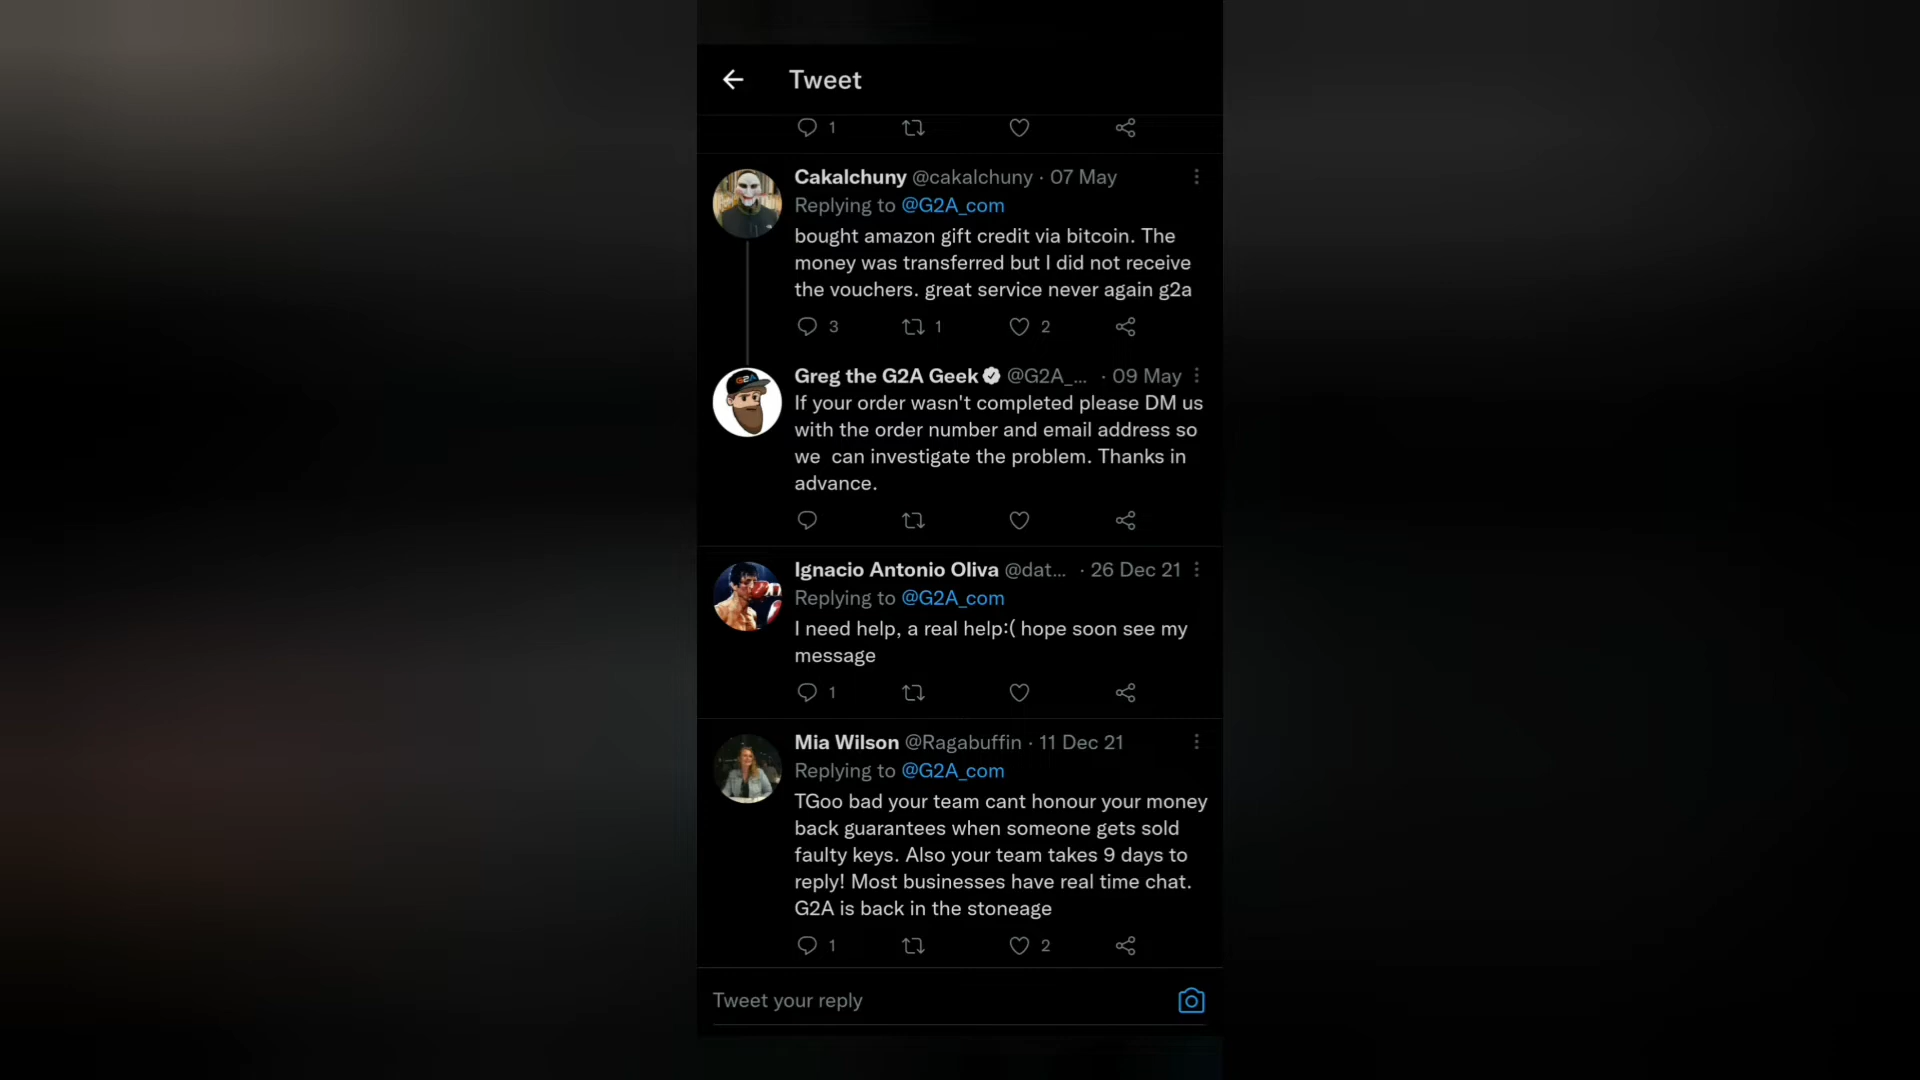 Tweet
1
Cakalchuny @cakalchuny · 07 May
Replying to @G2A_com
bought amazon gift credit via bitcoin. The
money was transferred but I did not receive
the vouchers. great service never again g2a
3 1 2
Greg the G2A Geek @G2A_... · 09 May
If your order wasn't completed please DM us
with the order number and email address so
we  can investigate the problem. Thanks in
advance.
Ignacio Antonio Oliva @dat... · 26 Dec 21
Replying to @G2A_com
I need help, a real help:( hope soon see my
message
1
Mia Wilson @Ragabuffin · 11 Dec 21
Replying to @G2A_com
TGoo bad your team cant honour your money
back guarantees when someone gets sold
faulty keys. Also your team takes 9 days to
reply! Most businesses have real time chat.
G2A is back in the stoneage
1 2
Tweet your reply